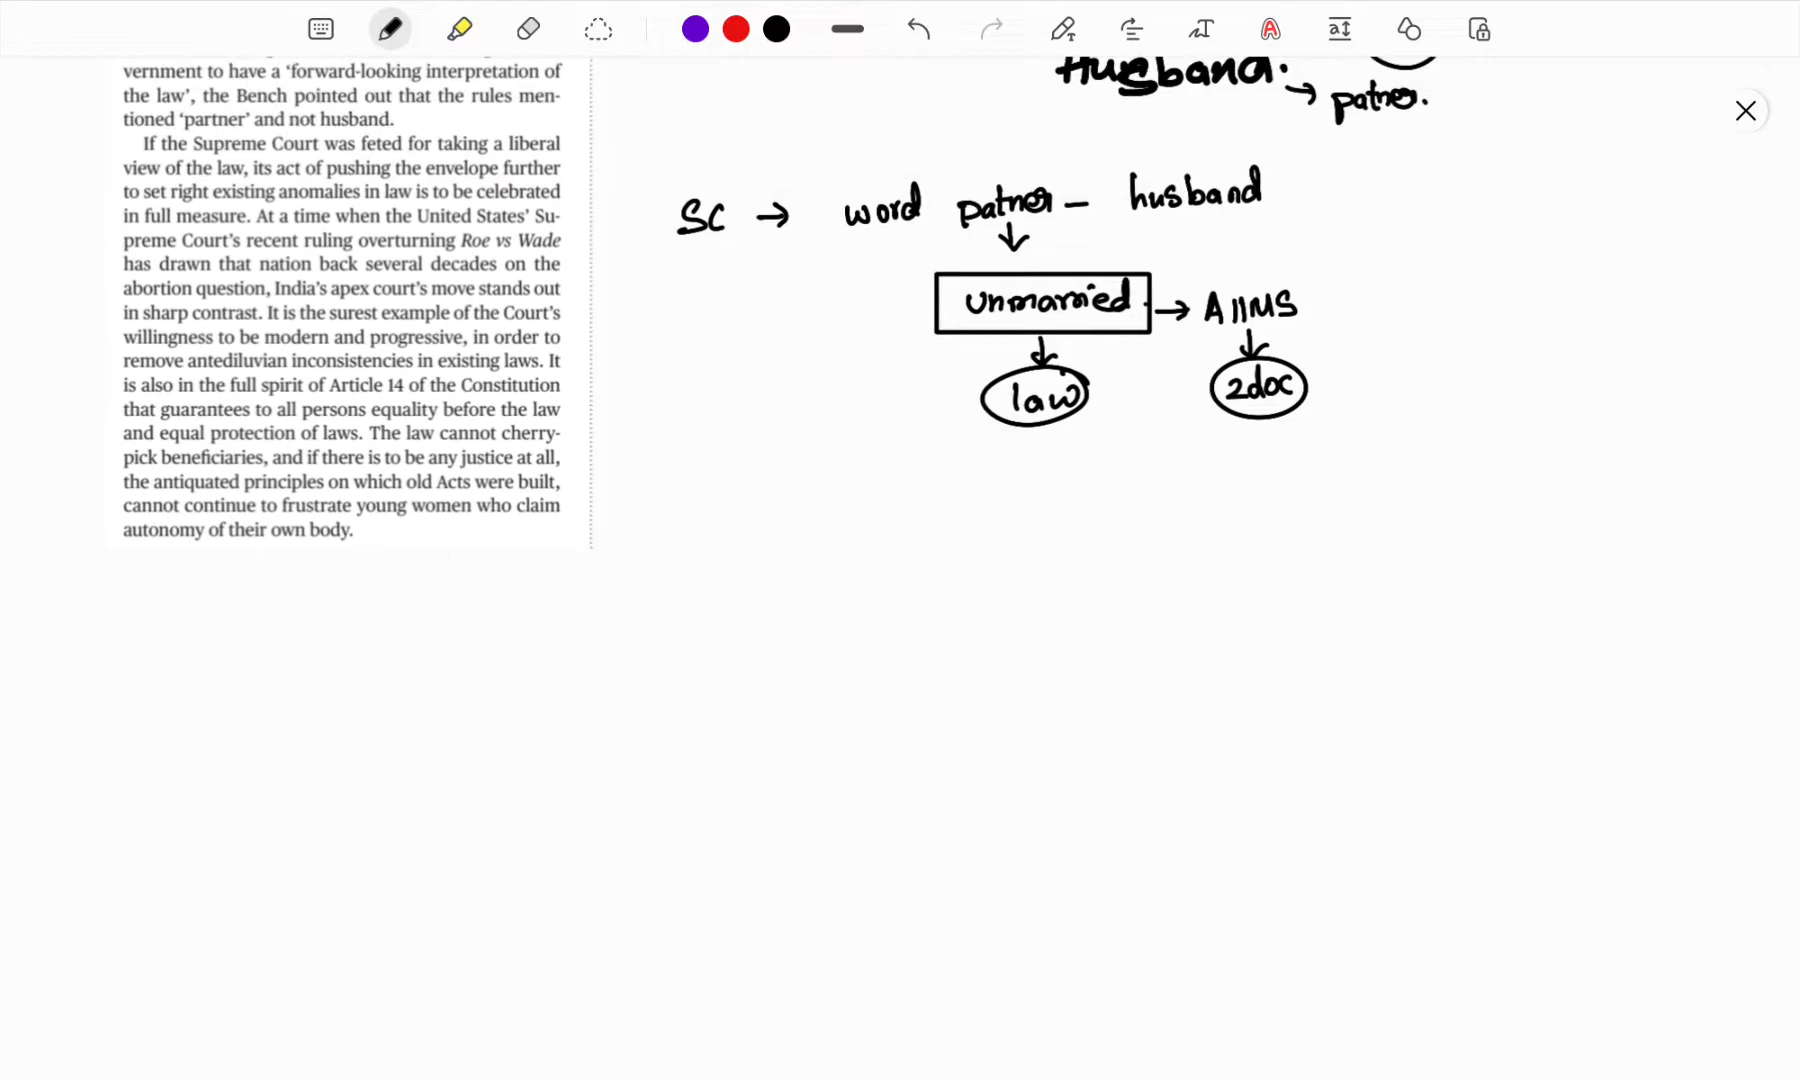 vernment to have a ‘forward-looking interpretation of
the law’, the Bench pointed out that the rules men-
tioned ‘partner’ and not husband.
If the Supreme Court was feted for taking a liberal
view of the law, its act of pushing the envelope further
to set right existing anomalies in law is to be celebrated
in full measure. At a time when the United States’ Su-
preme Court’s recent ruling overturning Roe vs Wade
has drawn that nation back several decades on the
abortion question, India’s apex court’s move stands out
in sharp contrast. It is the surest example of the Court’s
willingness to be modern and progressive, in order to
remove antediluvian inconsistencies in existing laws. It
is also in the full spirit of Article 14 of the Constitution
that guarantees to all persons equality before the law
and equal protection of laws. The law cannot cherry-
pick beneficiaries, and if there is to be any justice at all,
the antiquated principles on which old Acts were built,
cannot continue to frustrate young women who claim
autonomy of their own body.
Husband.
→ patner.
SC → word patner – husband
unmarried → AIIMS
law
2doc